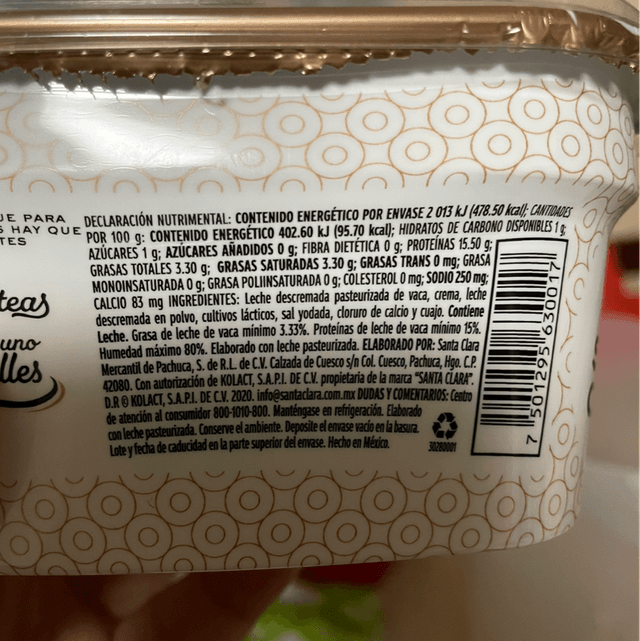 UE PARA
S HAY QUE
TES
teas
uno
lles
DECLARACIÓN NUTRIMENTAL: CONTENIDO ENERGÉTICO POR ENVASE 2 013 kJ (478.50 kcal); CANTIDADES
POR 100 g: CONTENIDO ENERGÉTICO 402.60 kJ (95.70 kcal); HIDRATOS DE CARBONO DISPONIBLES 1 g;
AZÚCARES 1 g; AZÚCARES AÑADIDOS 0 g; FIBRA DIETÉTICA 0 g; PROTEÍNAS 15.50 g;
GRASAS TOTALES 3.30 g; GRASAS SATURADAS 3.30 g; GRASAS TRANS 0 mg; GRASA
MONOINSATURADA 0 g; GRASA POLIINSATURADA 0 g; COLESTEROL 0 mg; SODIO 250 mg;
CALCIO 83 mg INGREDIENTES: Leche descremada pasteurizada de vaca, crema, leche
descremada en polvo, cultivos lácticos, sal yodada, cloruro de calcio y cuajo. Contiene
Leche. Grasa de leche de vaca mínimo 3.33%. Proteínas de leche de vaca mínimo 15%.
Humedad máximo 80%. Elaborado con leche pasteurizada. ELABORADO POR: Santa Clara
Mercantil de Pachuca, S. de R.L. de C.V. Calzada de Cuesco s/n Col. Cuesco, Pachuca, Hgo. C.P.
42080. Con autorización de KOLACT, S.A.P.I. DE C.V. propietaria de la marca "SANTA CLARA".
D.R.® KOLACT, S.A.P.I. DE C.V. 2020. info@santaclara.com.mx DUDAS Y COMENTARIOS: Centro
de atención al consumidor 800-1010-800. Manténgase en refrigeración. Elaborado
con leche pasteurizada. Conserve el ambiente. Deposite el envase vacío en la basura.
Lote y fecha de caducidad en la parte superior del envase. Hecho en México.
30280001
7 501295 630017